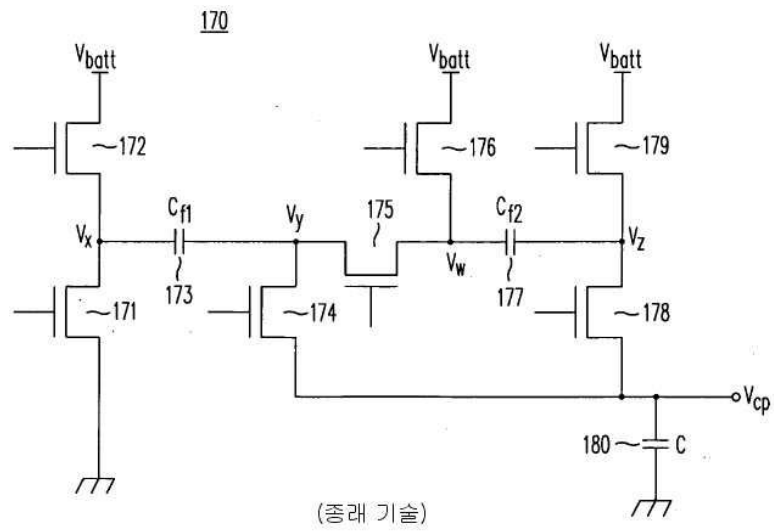 170
Vbatt
Vbatt
Vbatt
172
176
179
Cf1
Vy
175
Cf2
Vx
Vw
Vz
173
177
171
174
178
Vcp
180
C
(종래 기술)